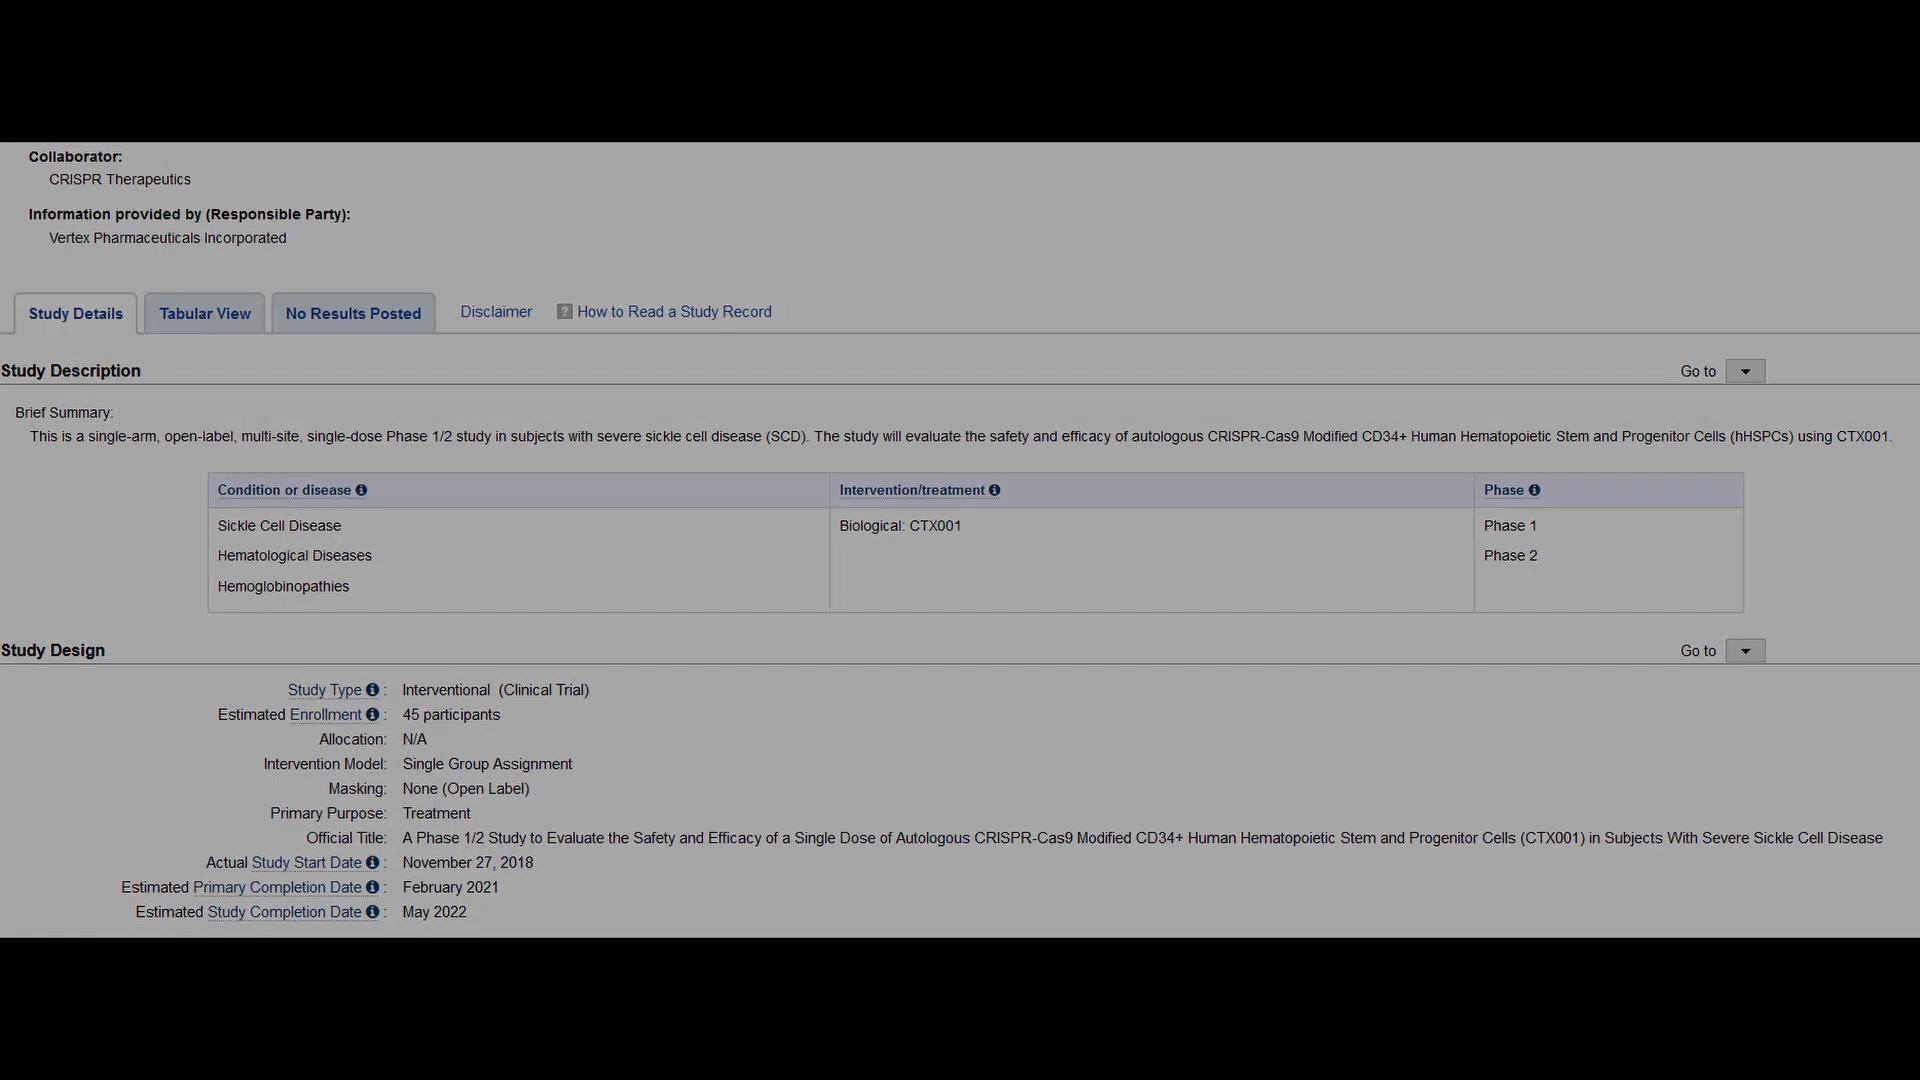 Collaborator:
CRISPR Therapeutics
Information provided by (Responsible Party):
Vertex Pharmaceuticals Incorporated
Study Details
Tabular View
No Results Posted
Disclaimer
? How to Read a Study Record
Study Description
Go to
Brief Summary:
This is a single-arm, open-label, multi-site, single-dose Phase 1/2 study in subjects with severe sickle cell disease (SCD). The study will evaluate the safety and efficacy of autologous CRISPR-Cas9 Modified CD34+ Human Hematopoietic Stem and Progenitor Cells (hHSPCs) using CTX001.
Condition or disease
Intervention/treatment
Phase
Sickle Cell Disease
Biological: CTX001
Phase 1
Hematological Diseases
Phase 2
Hemoglobinopathies
Study Design
Go to
Study Type : Interventional (Clinical Trial)
Estimated Enrollment : 45 participants
Allocation: N/A
Intervention Model: Single Group Assignment
Masking: None (Open Label)
Primary Purpose: Treatment
Official Title: A Phase 1/2 Study to Evaluate the Safety and Efficacy of a Single Dose of Autologous CRISPR-Cas9 Modified CD34+ Human Hematopoietic Stem and Progenitor Cells (CTX001) in Subjects With Severe Sickle Cell Disease
Actual Study Start Date : November 27, 2018
Estimated Primary Completion Date : February 2021
Estimated Study Completion Date : May 2022